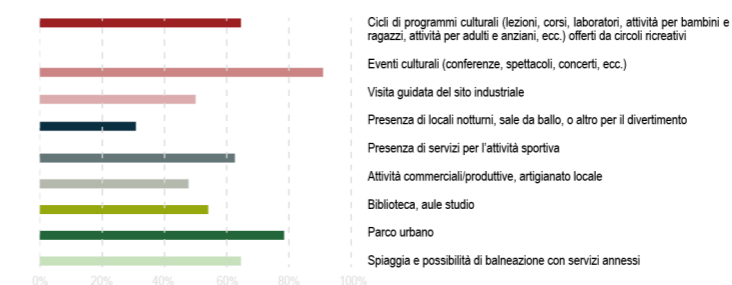 Cicli di programmi culturali (lezioni, corsi, laboratori, attività per bambini e
ragazzi, attività per adulti e anziani, ecc.) offerti da circoli ricreativi
Eventi culturali (conferenze, spettacoli, concerti, ecc.)
Visita guidata del sito industriale
Presenza di locali notturni, sale da ballo, o altro per il divertimento
Presenza di servizi per l'attività sportiva
Attività commerciali/produttive, artigianato locale
Biblioteca, aule studio
Parco urbano
Spiaggia e possibilità di balneazione con servizi annessi
0% 20% 40% 60% 80% 100%